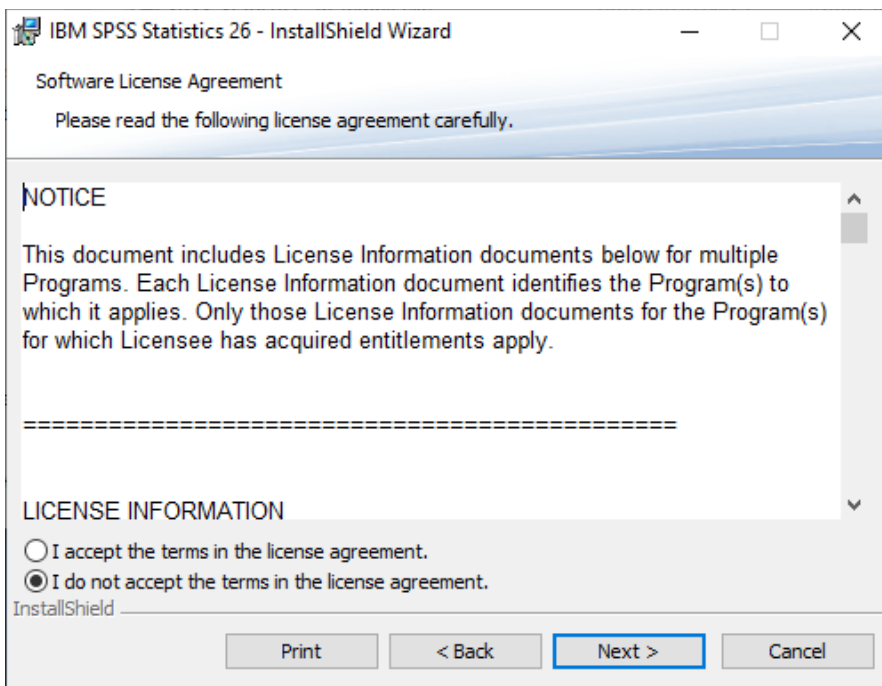 IBM SPSS Statistics 26 - InstallShield Wizard
Software License Agreement
Please read the following license agreement carefully.
NOTICE
This document includes License Information documents below for multiple
Programs. Each License Information document identifies the Program(s) to
which it applies. Only those License Information documents for the Program(s)
for which Licensee has acquired entitlements apply.
==============================================
LICENSE INFORMATION
I accept the terms in the license agreement.
I do not accept the terms in the license agreement.
InstallShield
Print < Back Next > Cancel